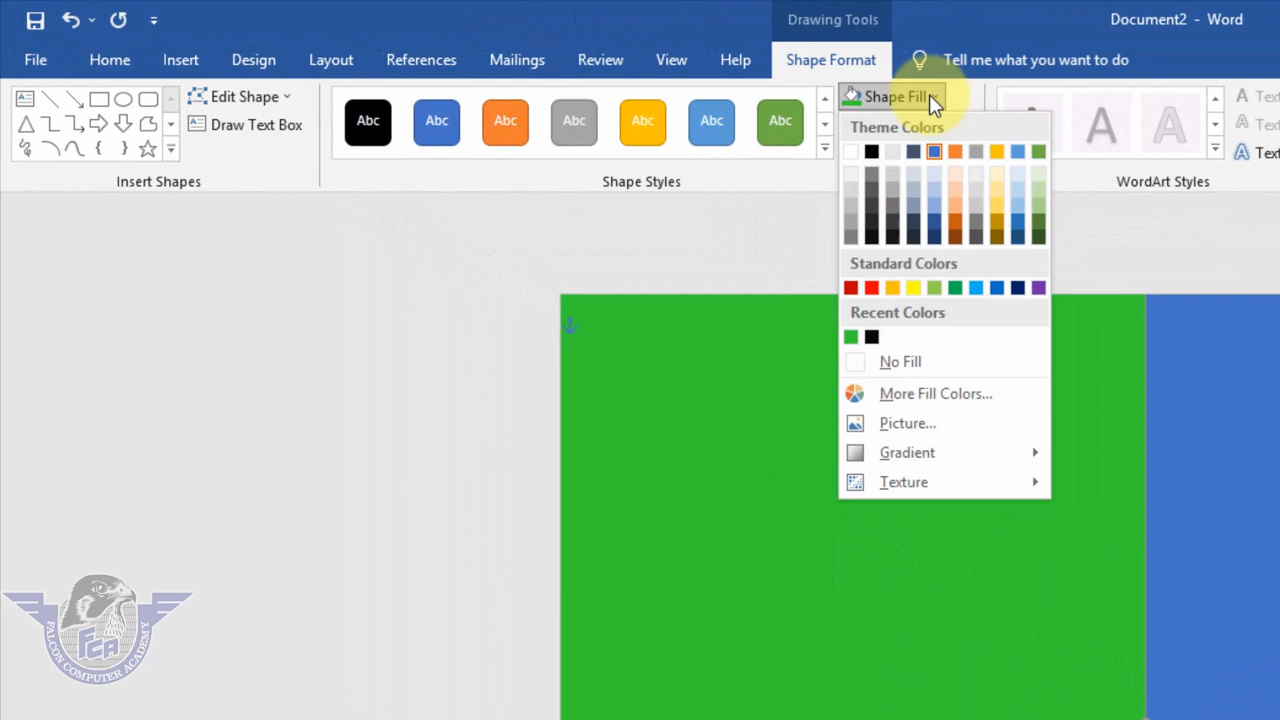 Drawing Tools
Document2 - Word
File Home Insert Design Layout References Mailings Review View Help Shape Format Tell me what you want to do
Edit Shape
Draw Text Box
Insert Shapes
Abc Abc Abc Abc Abc Abc Abc
Shape Styles
Shape Fill
Theme Colors
Standard Colors
Recent Colors
No Fill
More Fill Colors...
Picture...
Gradient
Texture
A A A
WordArt Styles
A Text
A Text
A Text
FCA
FALCON COMPUTER ACADEMY